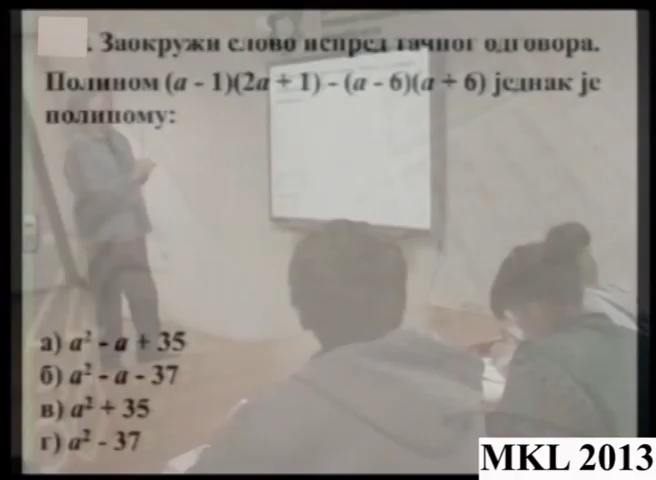 . Заокружи слово испред тачног одговора.
Полином (a - 1)(2a + 1) - (a - 6)(a + 6) једнак је
полиному:
а) a² - a + 35
б) a² - a - 37
в) a² + 35
г) a² - 37
MKL 2013